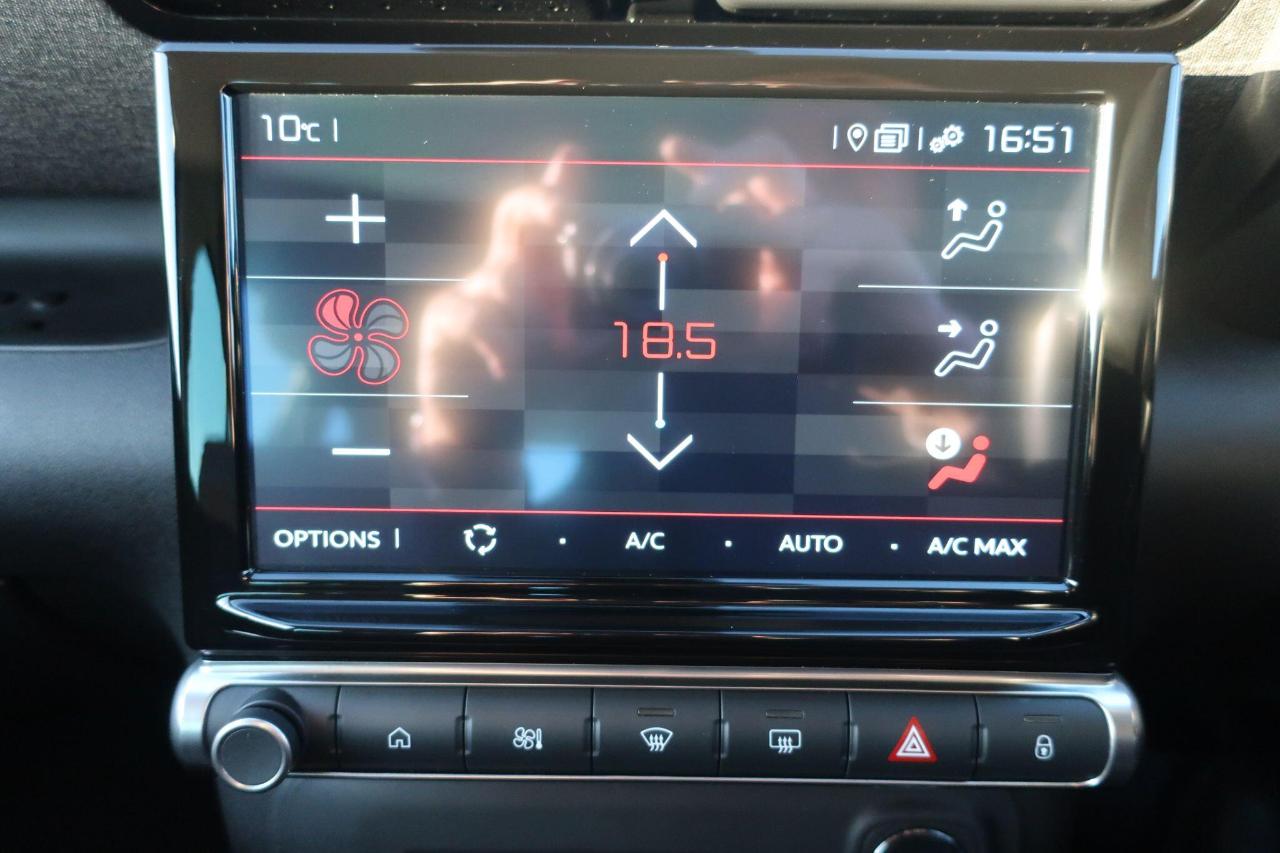 10°C 16:51
18.5
OPTIONS A/C AUTO A/C MAX